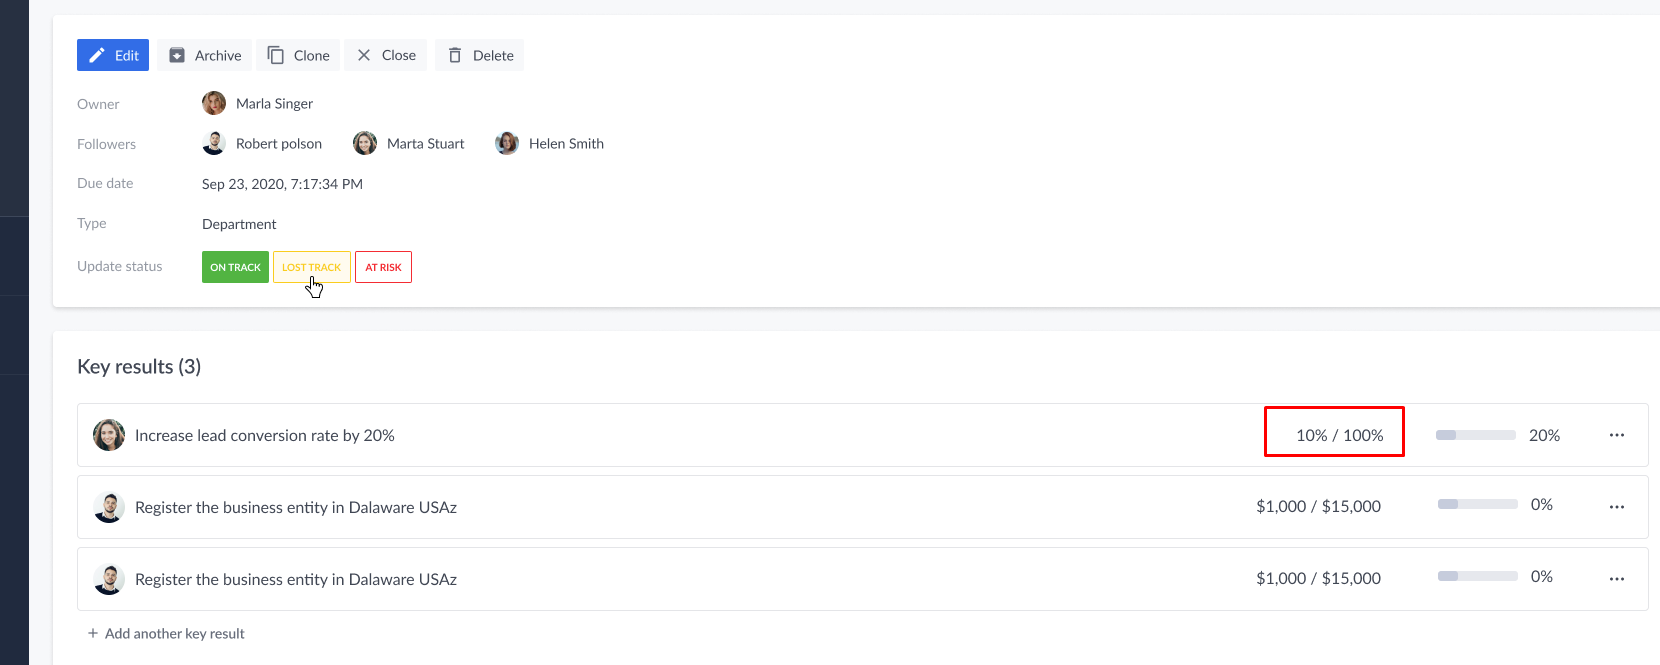 Edit Archive Clone Close Delete
Owner Marla Singer
Followers Robert polson Marta Stuart Helen Smith
Due date Sep 23, 2020, 7:17:34 PM
Type Department
Update status ON TRACK LOST TRACK AT RISK
Key results (3)
Increase lead conversion rate by 20% 10% / 100% 20%
Register the business entity in Dalaware USAz $1,000 / $15,000 0%
Register the business entity in Dalaware USAz $1,000 / $15,000 0%
+ Add another key result